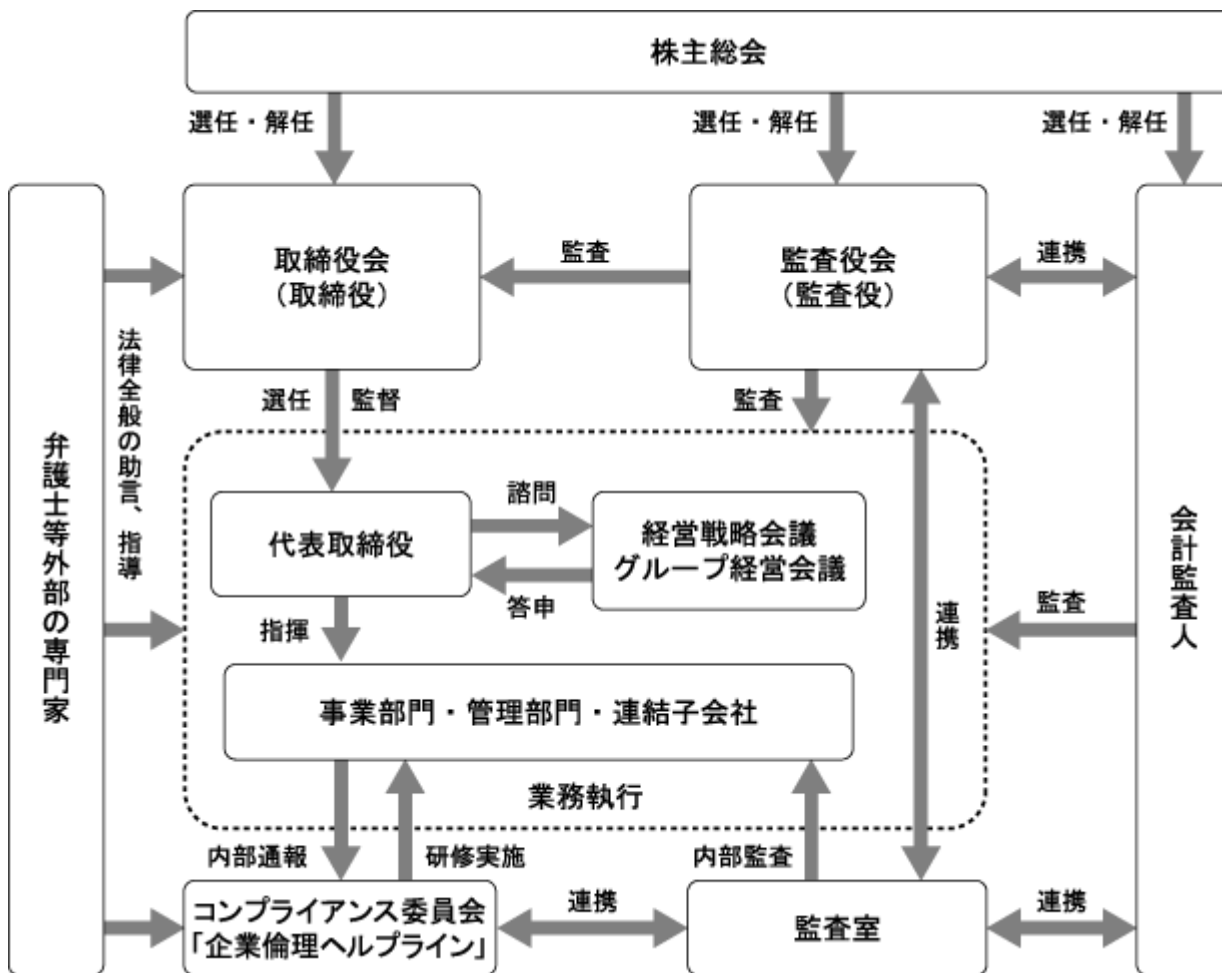 株主総会
選任・解任
選任・解任
選任・解任
取締役会
(取締役)
監査
監査役会
(監査役)
連携
法律全般の助言、指導
選任
監督
監査
弁護士等外部の専門家
代表取締役
諮問
答申
経営戦略会議
グループ経営会議
連携
監査
会計監査人
指揮
事業部門・管理部門・連結子会社
業務執行
内部通報
研修実施
内部監査
コンプライアンス委員会
「企業倫理ヘルプライン」
連携
監査室
連携